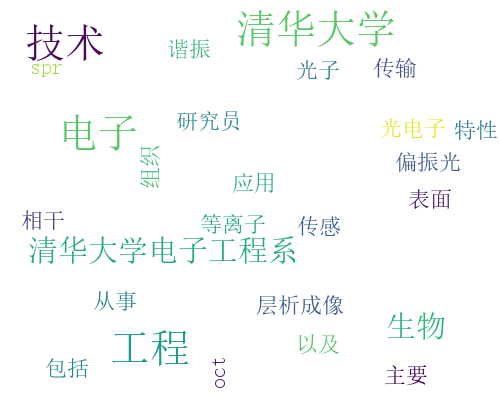 清华大学
技术
谐振
spr
光子
传输
电子
研究员
光电子
特性
组织
偏振光
应用
表面
相干
等离子
传感
清华大学电子工程系
从事
层析成像
生物
工程
以及
包括
oct
主要